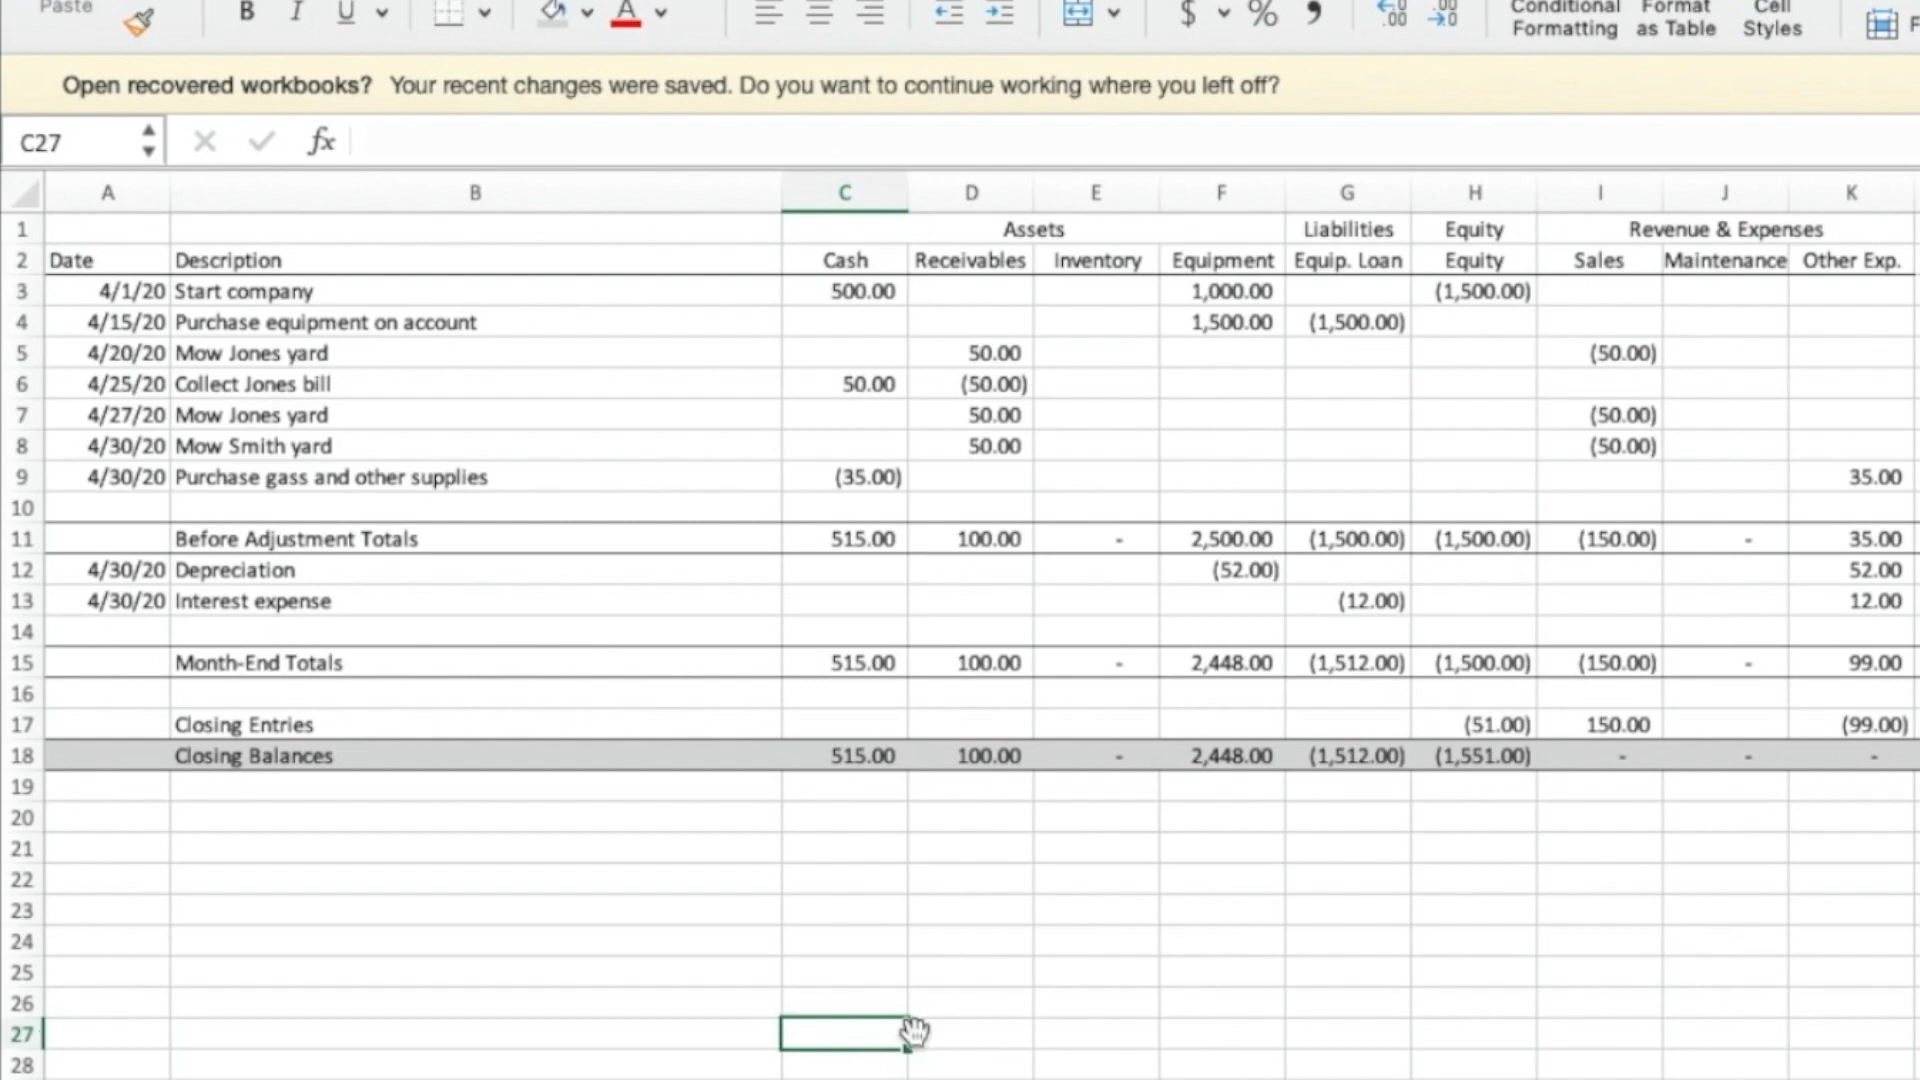 Paste B I U A $ % Conditional Formatting Format as Table Cell Styles F
Open recovered workbooks? Your recent changes were saved. Do you want to continue working where you left off?
C27 fx
A B C D E F G H I J K
1 Assets Liabilities Equity Revenue & Expenses
2 Date Description Cash Receivables Inventory Equipment Equip. Loan Equity Sales Maintenance Other Exp.
3 4/1/20 Start company 500.00 1,000.00 (1,500.00)
4 4/15/20 Purchase equipment on account 1,500.00 (1,500.00)
5 4/20/20 Mow Jones yard 50.00 (50.00)
6 4/25/20 Collect Jones bill 50.00 (50.00)
7 4/27/20 Mow Jones yard 50.00 (50.00)
8 4/30/20 Mow Smith yard 50.00 (50.00)
9 4/30/20 Purchase gass and other supplies (35.00) 35.00
10
11 Before Adjustment Totals 515.00 100.00 - 2,500.00 (1,500.00) (1,500.00) (150.00) - 35.00
12 4/30/20 Depreciation (52.00) 52.00
13 4/30/20 Interest expense (12.00) 12.00
14
15 Month-End Totals 515.00 100.00 - 2,448.00 (1,512.00) (1,500.00) (150.00) - 99.00
16
17 Closing Entries (51.00) 150.00 (99.00)
18 Closing Balances 515.00 100.00 - 2,448.00 (1,512.00) (1,551.00) - - -
19
20
21
22
23
24
25
26
27
28